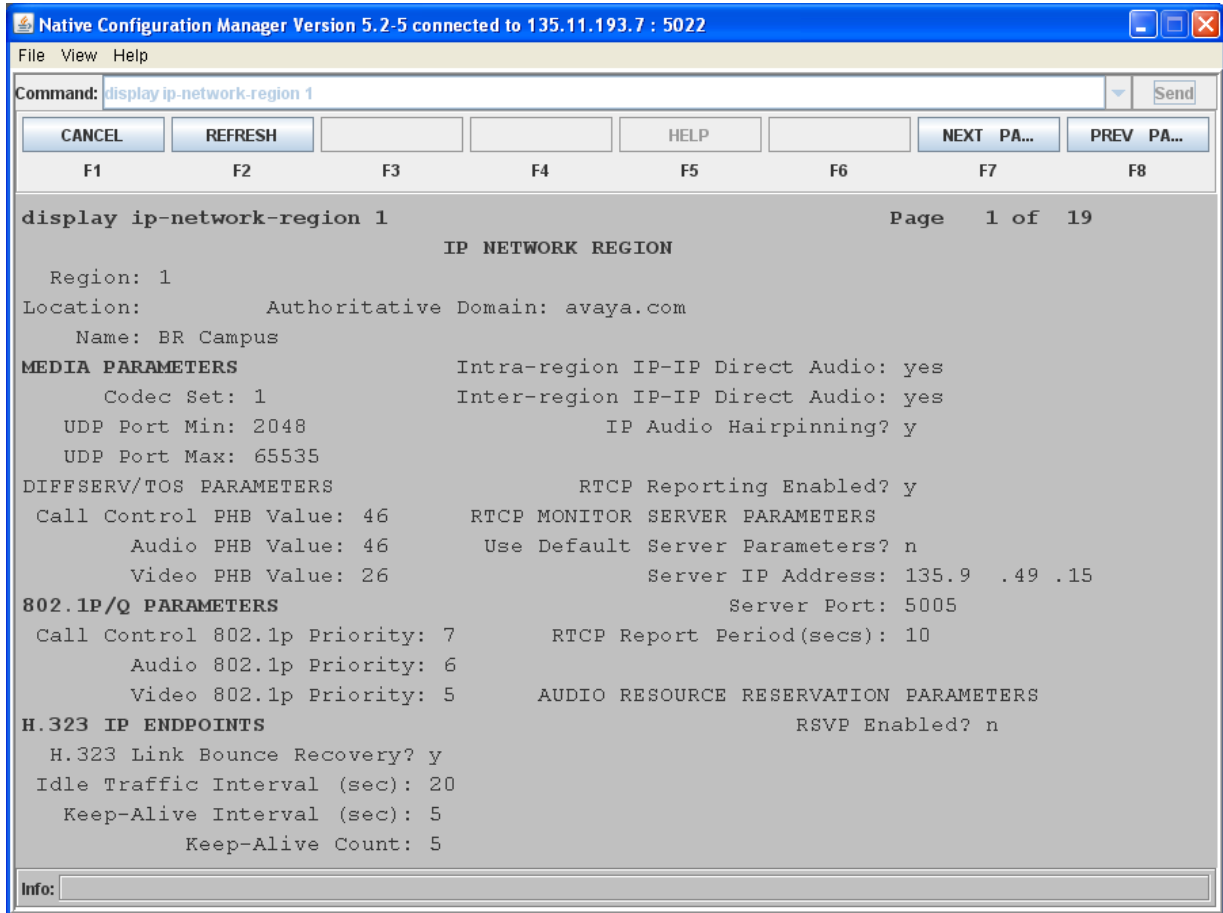 Native Configuration Manager Version 5.2-5 connected to 135.11.193.7 : 5022
File View Help
Command: display ip-network-region 1 Send
CANCEL REFRESH HELP NEXT PA... PREV PA...
F1 F2 F3 F4 F5 F6 F7 F8
display ip-network-region 1 Page 1 of 19
IP NETWORK REGION
Region: 1
Location: Authoritative Domain: avaya.com
Name: BR Campus
MEDIA PARAMETERS Intra-region IP-IP Direct Audio: yes
Codec Set: 1 Inter-region IP-IP Direct Audio: yes
UDP Port Min: 2048 IP Audio Hairpinning? y
UDP Port Max: 65535
DIFFSERV/TOS PARAMETERS RTCP Reporting Enabled? y
Call Control PHB Value: 46 RTCP MONITOR SERVER PARAMETERS
Audio PHB Value: 46 Use Default Server Parameters? n
Video PHB Value: 26 Server IP Address: 135.9 .49 .15
802.1P/Q PARAMETERS Server Port: 5005
Call Control 802.1p Priority: 7 RTCP Report Period(secs): 10
Audio 802.1p Priority: 6
Video 802.1p Priority: 5 AUDIO RESOURCE RESERVATION PARAMETERS
H.323 IP ENDPOINTS RSVP Enabled? n
H.323 Link Bounce Recovery? y
Idle Traffic Interval (sec): 20
Keep-Alive Interval (sec): 5
Keep-Alive Count: 5
Info: